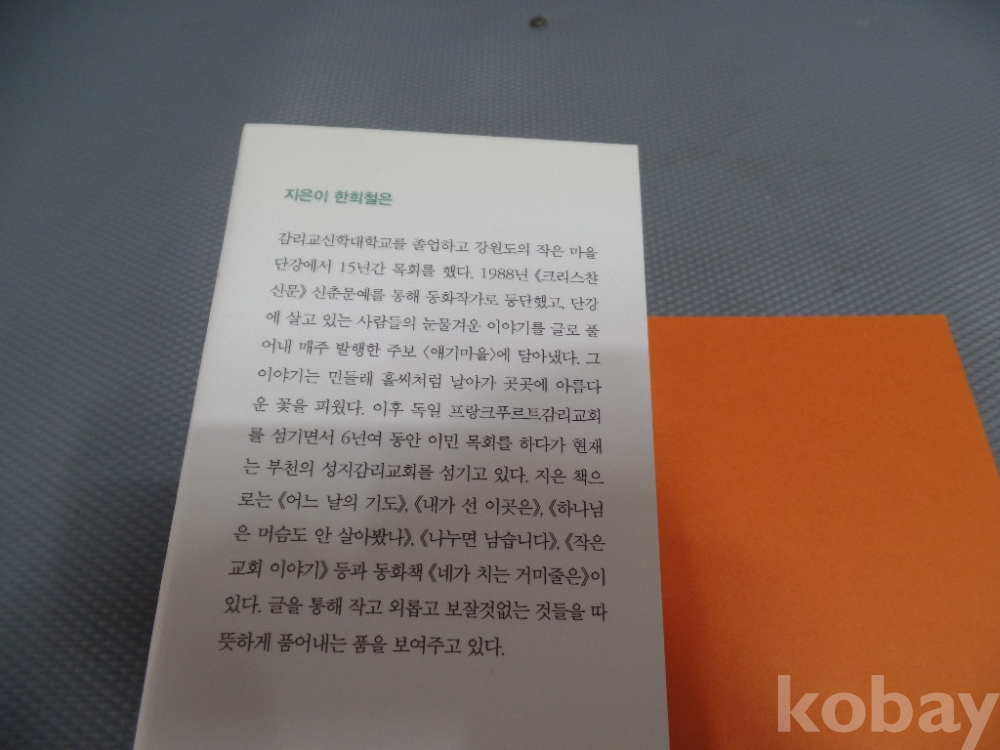 지은이 한희철은
감리교신학대학교를 졸업하고 강원도의 작은 마을
단강에서 15년간 목회를 했다. 1988년 《크리스챤
신문》 신춘문예를 통해 동화작가로 등단했고, 단강
에 살고 있는 사람들의 눈물겨운 이야기를 글로 풀
어내 매주 발행한 주보 〈얘기마을〉에 담아냈다. 그
이야기는 민들레 홀씨처럼 날아가 곳곳에 아름다
운 꽃을 피웠다. 이후 독일 프랑크푸르트감리교회
를 섬기면서 6년여 동안 이민 목회를 하다가 현재
는 부천의 성지감리교회를 섬기고 있다. 지은 책으
로는 《어느 날의 기도》, 《내가 선 이곳은》, 《하나님
은 머슴도 안 살아봤나》, 《나누면 남습니다》, 《작은
교회 이야기》 등과 동화책 《네가 치는 거미줄은》이
있다. 글을 통해 작고 외롭고 보잘것없는 것들을 따
뜻하게 품어내는 품을 보여주고 있다.
kobay